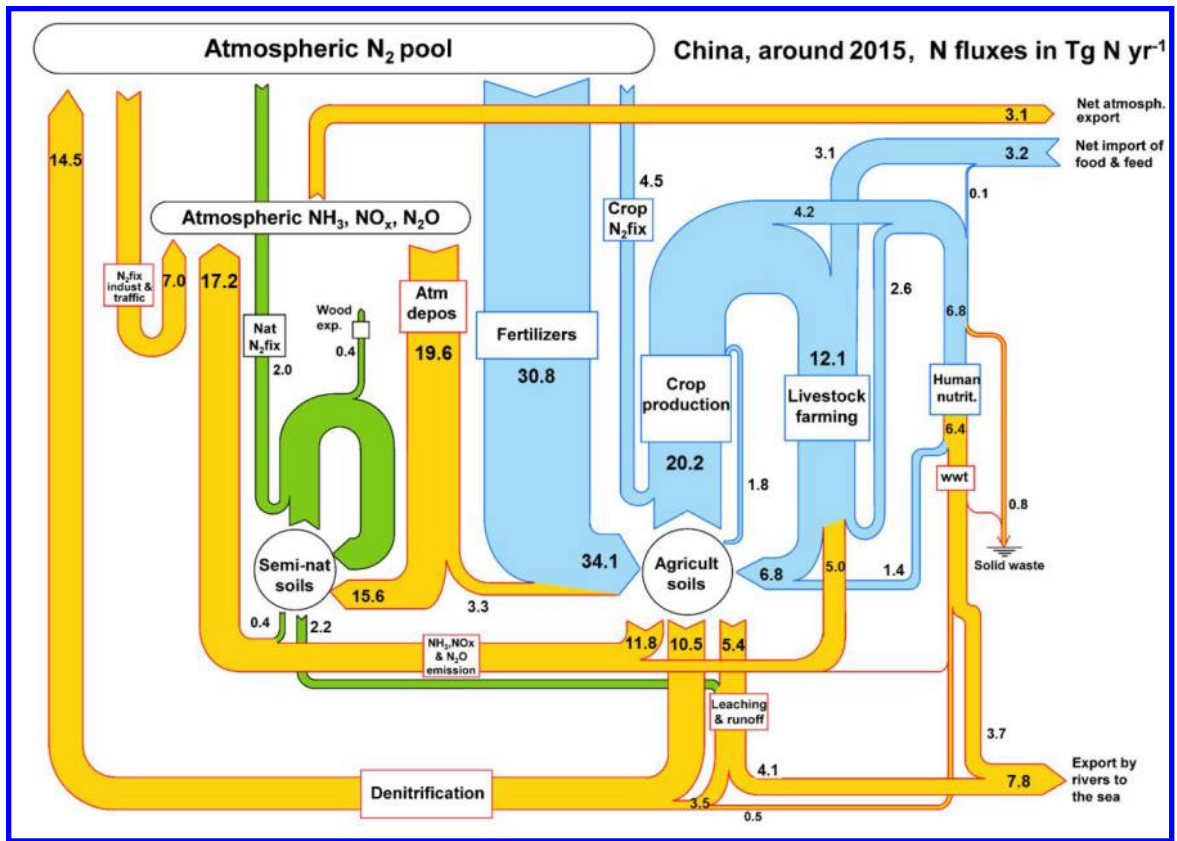 Atmospheric N₂ pool
China, around 2015, N fluxes in Tg N yr⁻¹
Net atmosph.
export
3.1
Net import of
food & feed
3.2
3.1
0.1
14.5
4.5
Crop
N₂fix
4.2
Atmospheric NH₃, NOₓ, N₂O
N₂fix
indust &
traffic
7.0
17.2
Atm
depos
19.6
2.6
Wood
exp.
0.4
Nat
N₂fix
2.0
Fertilizers
30.8
6.8
12.1
Crop
production
20.2
Livestock
farming
Human
nutrit.
6.4
1.8
wwt
0.8
Solid waste
Semi-nat
soils
34.1
Agricult
soils
6.8
5.0
1.4
15.6
3.3
0.4
2.2
NH₃,NOx
& N₂O
emission
11.8
10.5
5.4
Leaching
& runoff
3.7
4.1
Export by
rivers to
the sea
7.8
Denitrification
3.5
0.5